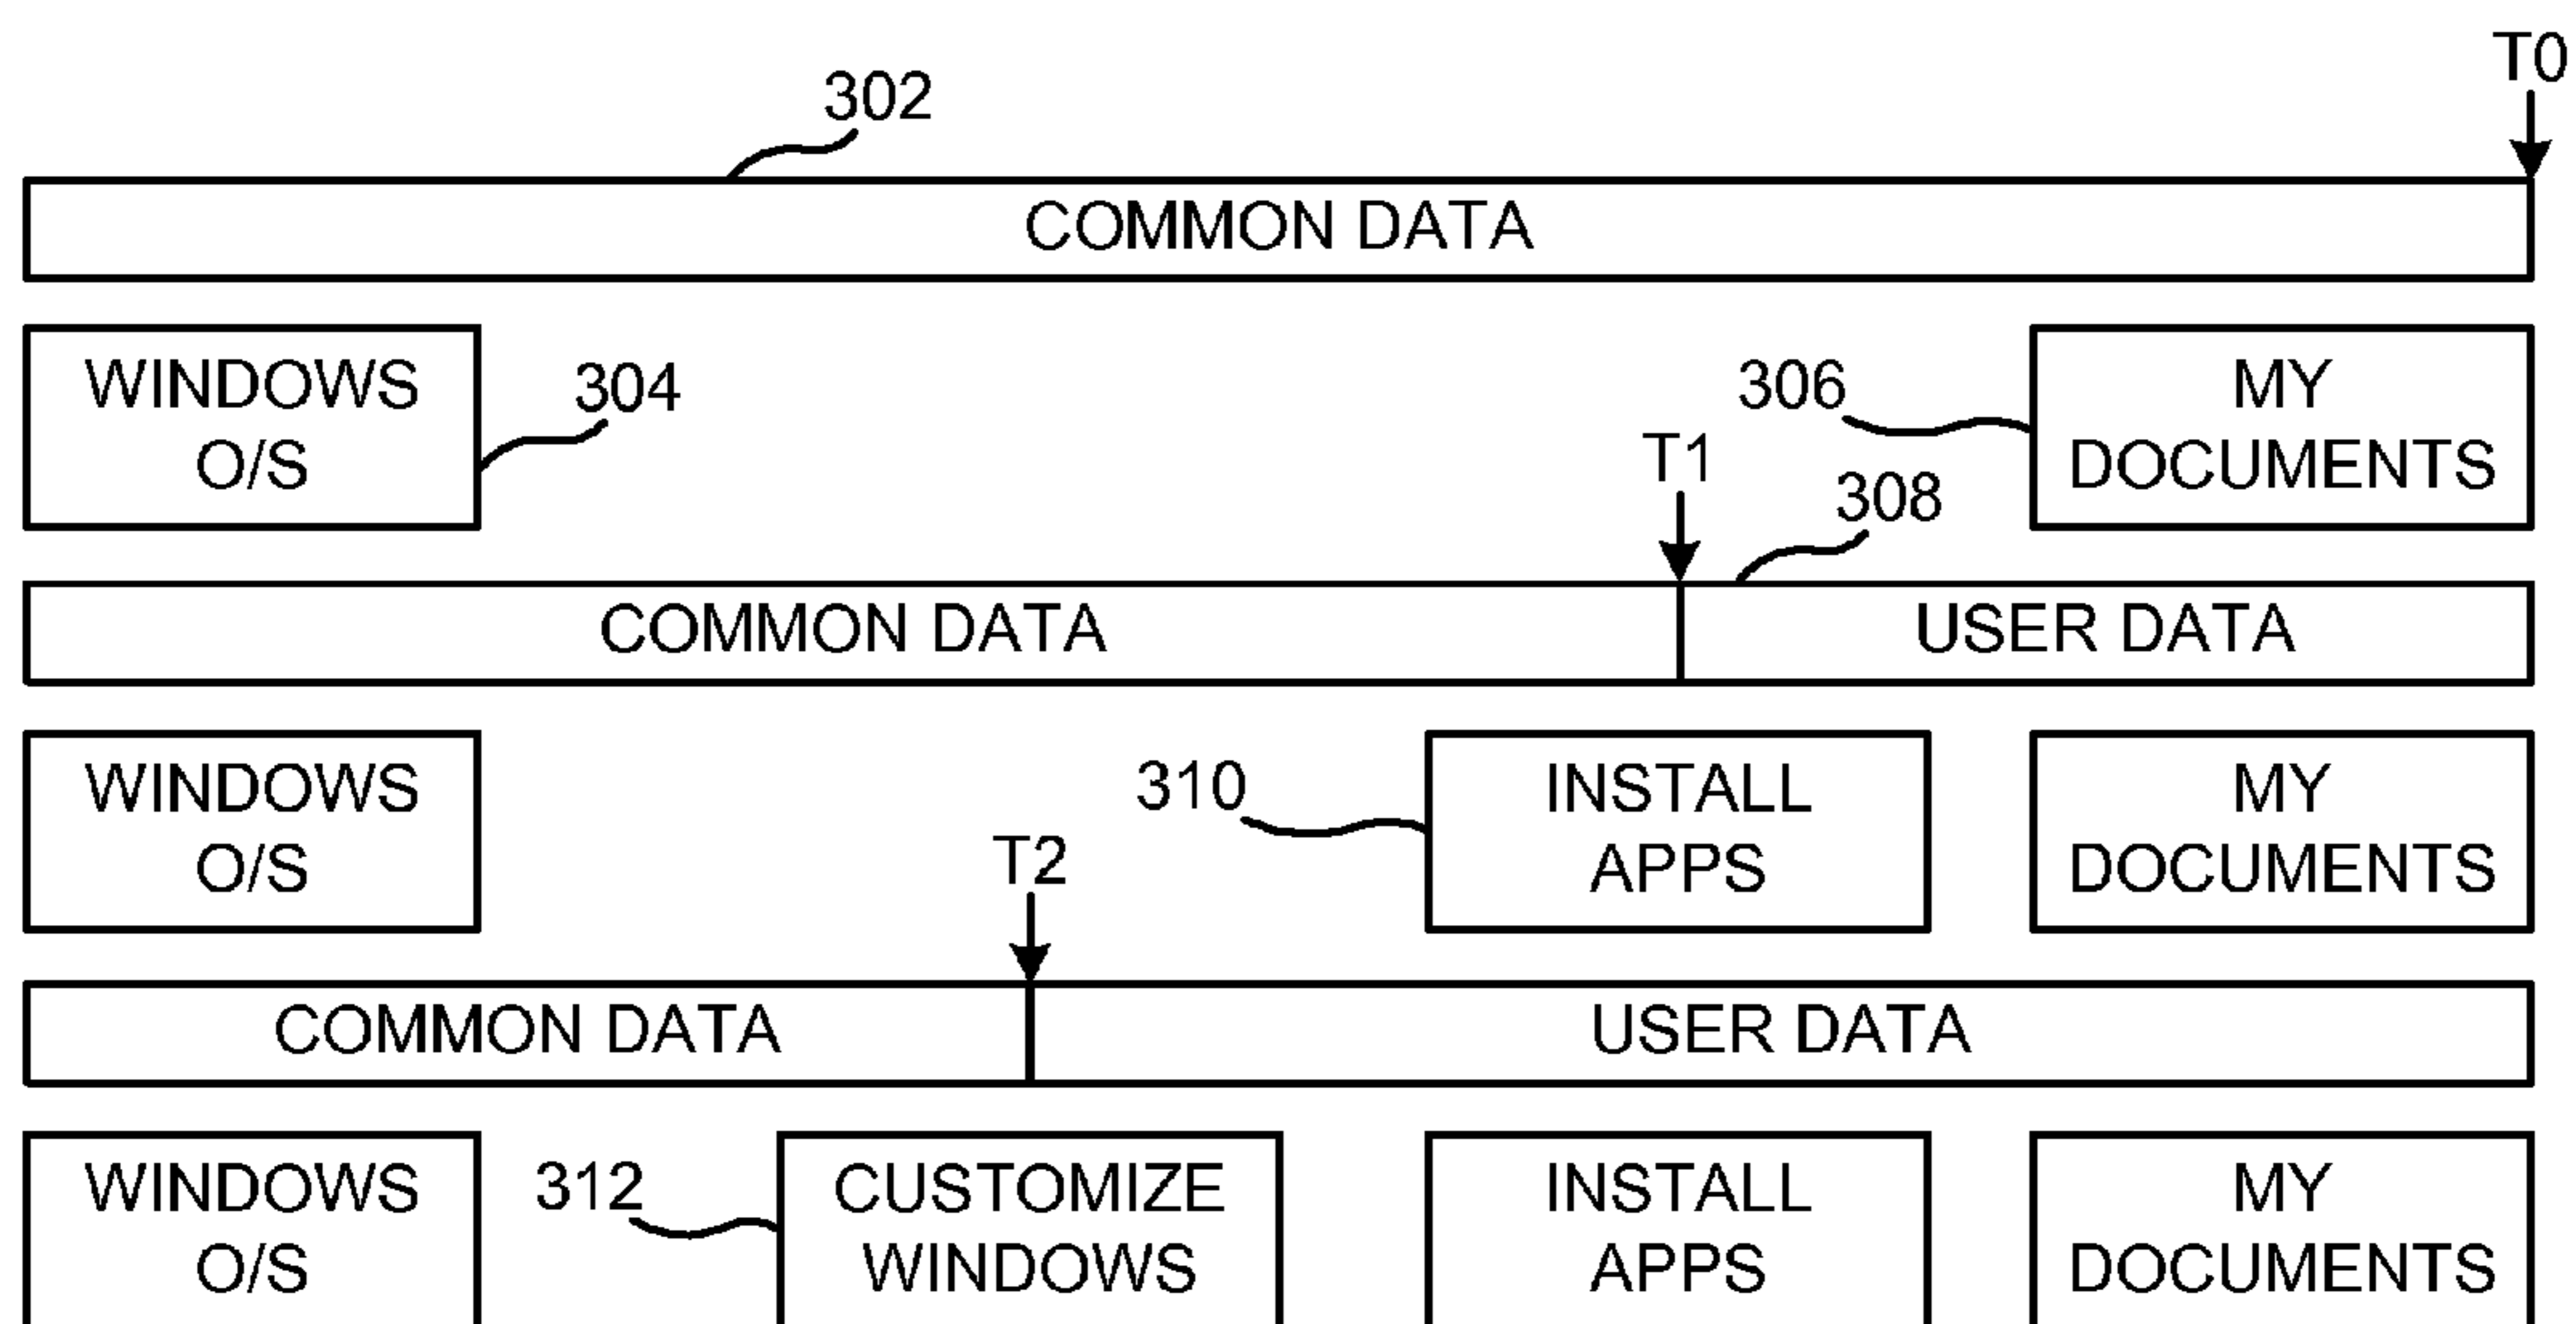 T0
302
COMMON DATA
WINDOWS
O/S
304
306
MY
DOCUMENTS
T1
308
COMMON DATA
USER DATA
WINDOWS
O/S
310
INSTALL
APPS
MY
DOCUMENTS
T2
COMMON DATA
USER DATA
WINDOWS
O/S
312
CUSTOMIZE
WINDOWS
INSTALL
APPS
MY
DOCUMENTS